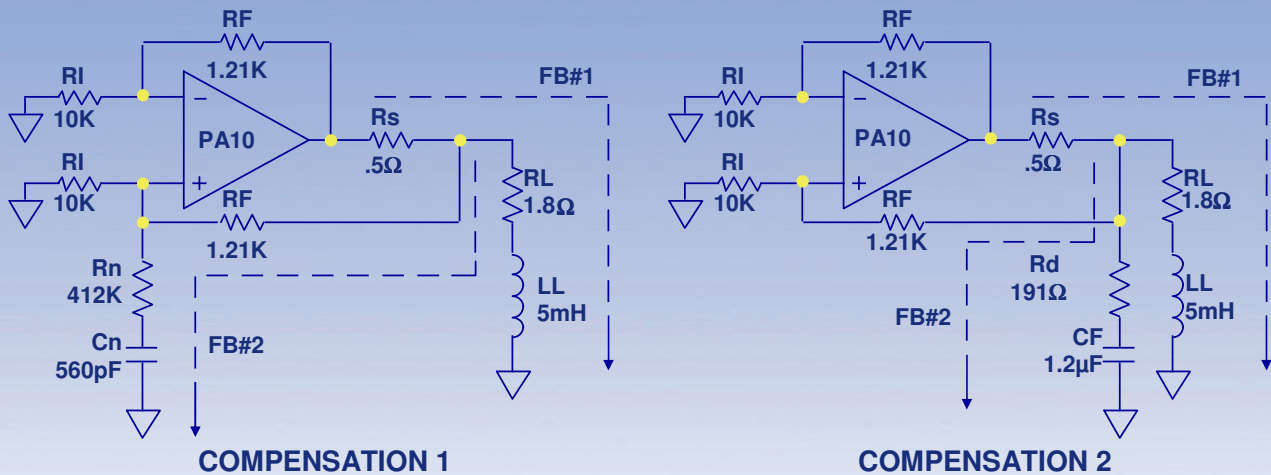 RF
1.21K
RI
10K
PA10
−
+
FB#1
Rs
.5Ω
RI
10K
RL
1.8Ω
RF
1.21K
Rn
412K
LL
5mH
FB#2
Cn
560pF
COMPENSATION 1
RF
1.21K
RI
10K
PA10
−
+
FB#1
Rs
.5Ω
RI
10K
RL
1.8Ω
RF
1.21K
Rd
191Ω
LL
5mH
FB#2
CF
1.2µF
COMPENSATION 2